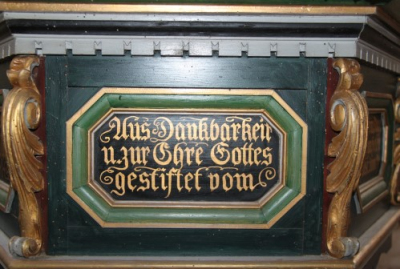 Aus Dankbarkeit
u. zur Ehre Gottes
gestiftet vom~